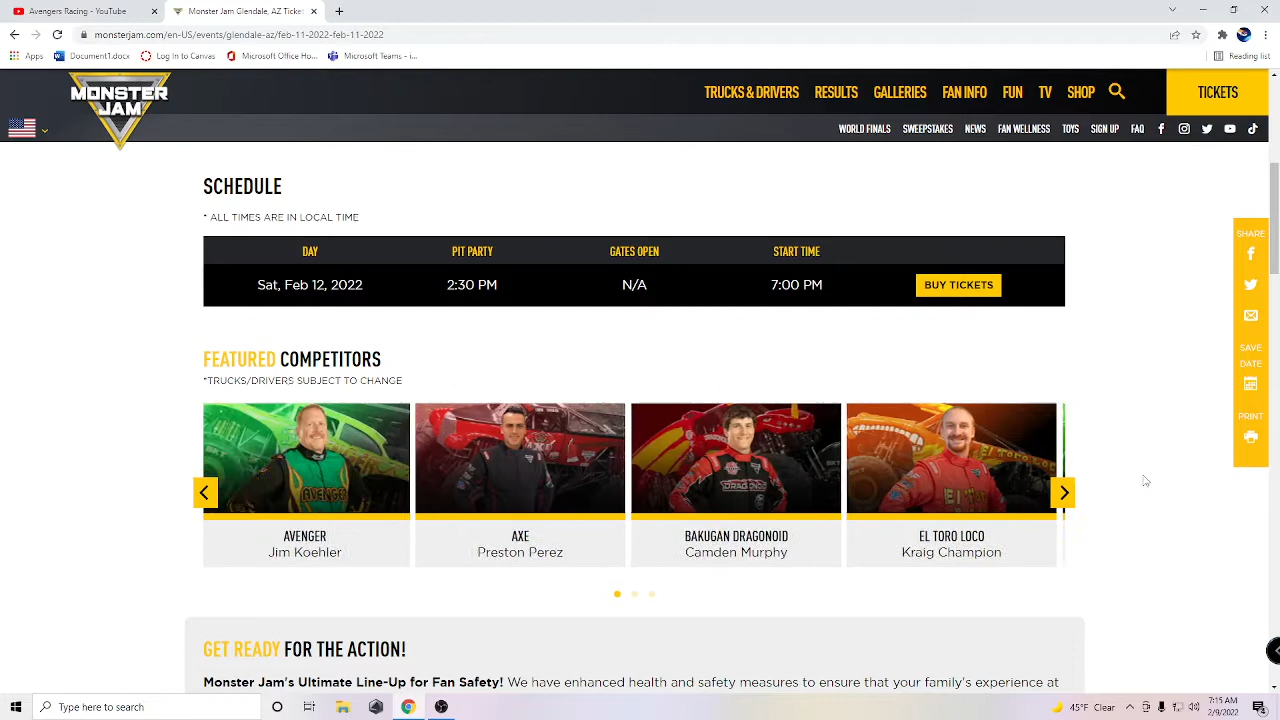 Avengers Racing - YouTube
Monster Jam, Glendale, AZ Ticket
monsterjam.com/en-US/events/glendale-az/feb-11-2022-feb-11-2022
Apps Document1.docx Log In to Canvas Microsoft Office Hom... Microsoft Teams - i... Reading list
MONSTER JAM
TRUCKS & DRIVERS RESULTS GALLERIES FAN INFO FUN TV SHOP TICKETS
WORLD FINALS SWEEPSTAKES NEWS FAN WELLNESS TOYS SIGN UP FAQ
SCHEDULE
* ALL TIMES ARE IN LOCAL TIME
DAY PIT PARTY GATES OPEN START TIME
Sat, Feb 12, 2022 2:30 PM N/A 7:00 PM BUY TICKETS
SHARE
SAVE
DATE
PRINT
FEATURED COMPETITORS
*TRUCKS/DRIVERS SUBJECT TO CHANGE
AVENGER AXE BAKUGAN DRAGONOID EL TORO LOCO
Jim Koehler Preston Perez Camden Murphy Kraig Champion
GET READY FOR THE ACTION!
Monster Jam's Ultimate Line-Up for Fan Safety! We have enhanced health and safety measures to ensure that your family's experience at
Type here to search
45°F Clear
7:15 AM
2/9/2022